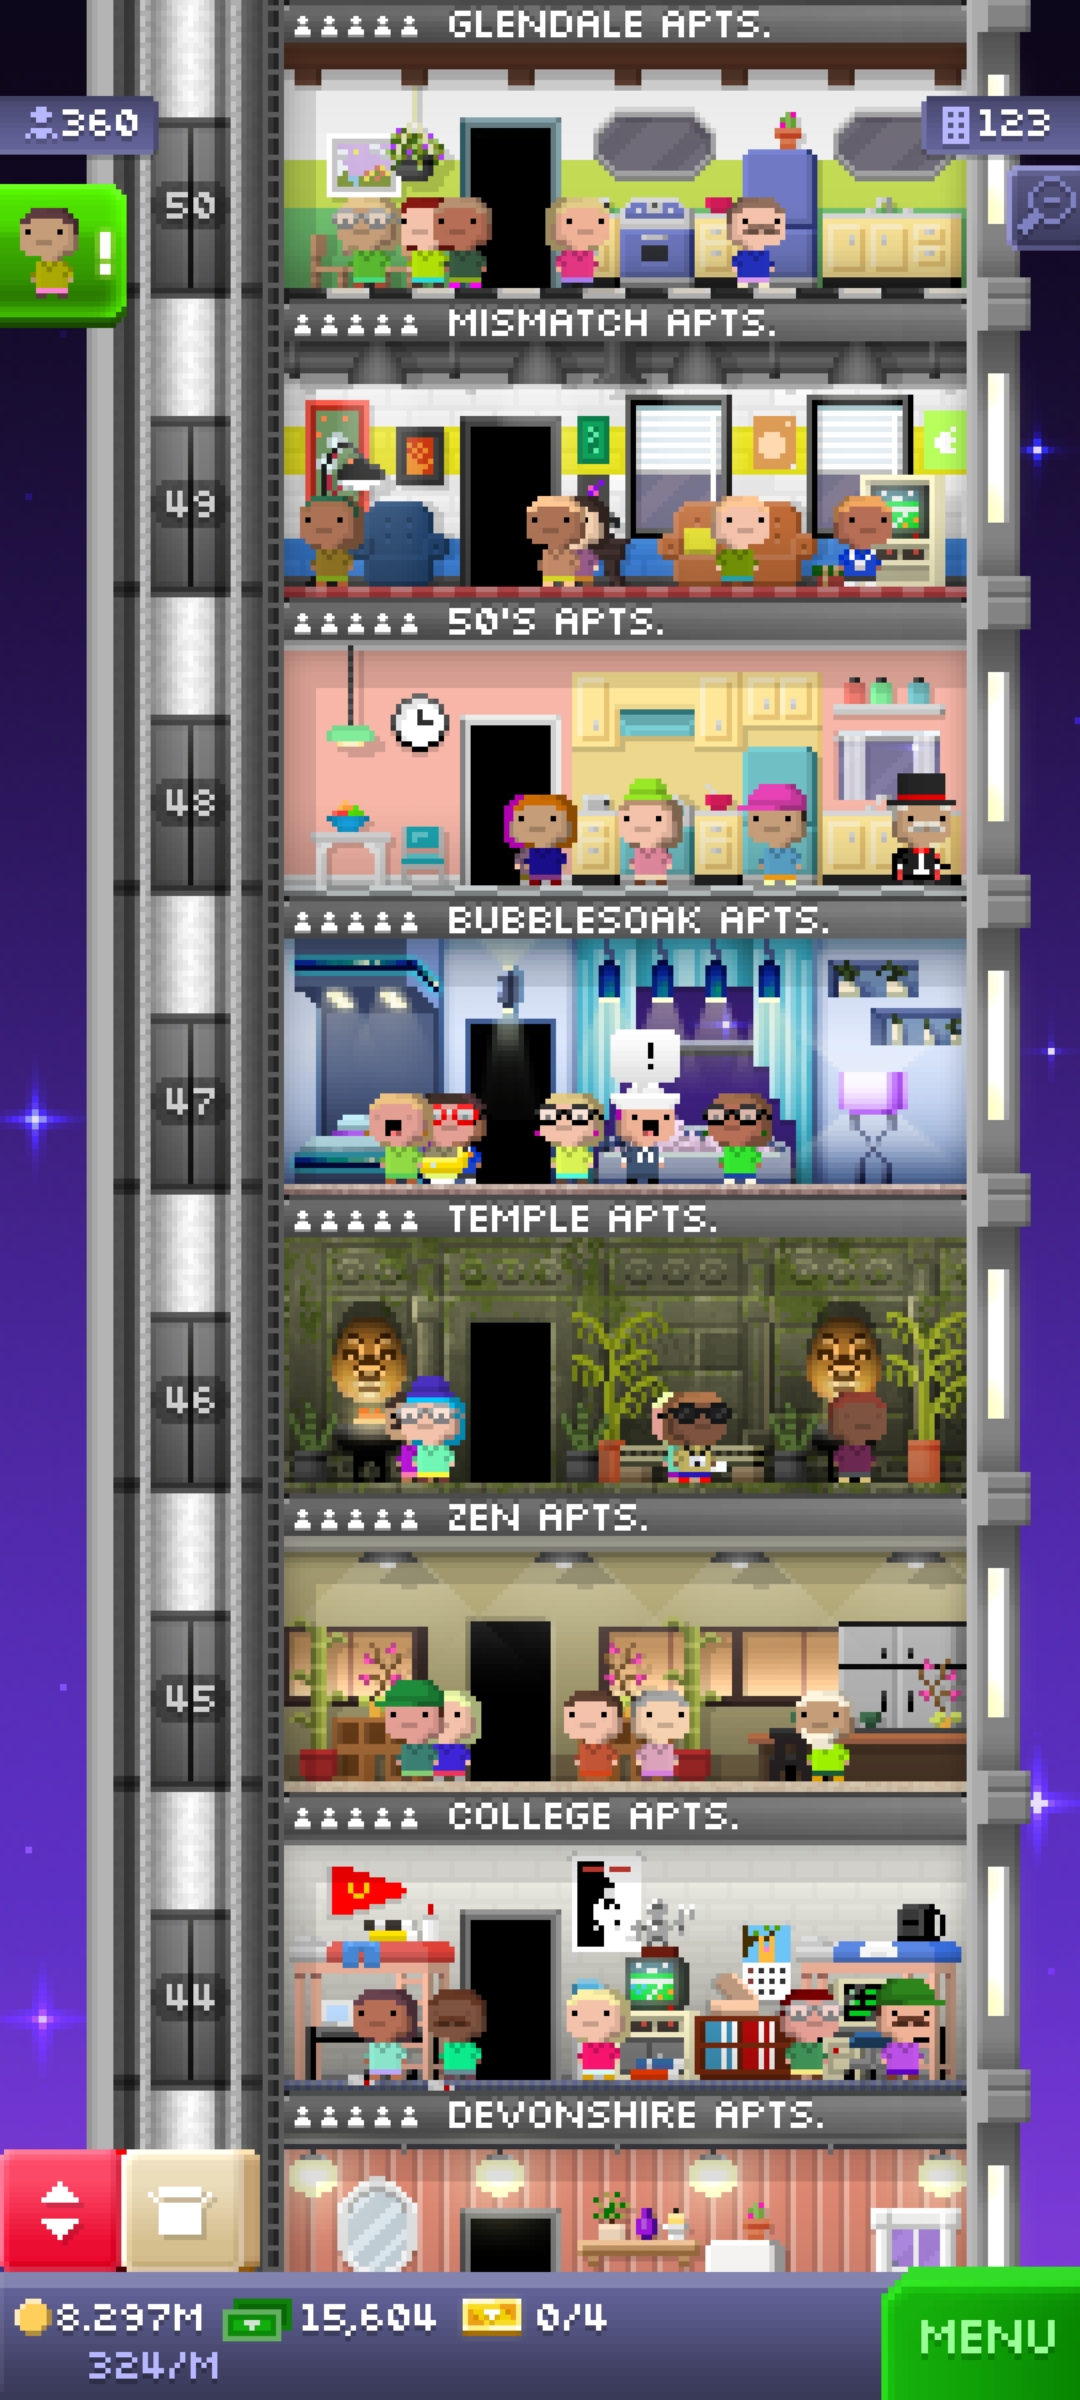 GLENDALE APTS.
360
123
50
!
MISMATCH APTS.
49
50'S APTS.
48
BUBBLESOAK APTS.
47
!
TEMPLE APTS.
46
ZEN APTS.
45
COLLEGE APTS.
44
DEVONSHIRE APTS.
8.297M 15,604 0/4
324/M
MENU